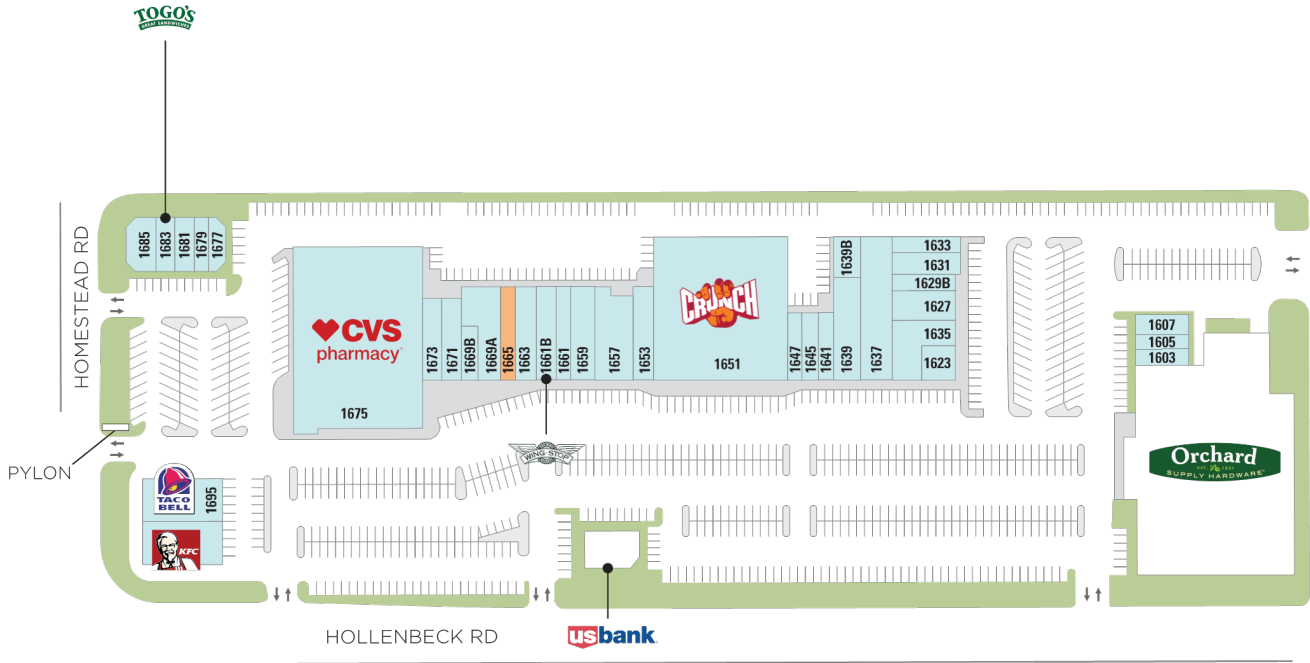 TOGO'S
GREAT SANDWICHES
HOMESTEAD RD
1685
1683
1681
1679
1677
CVS
pharmacy
1675
1673
1671
1669B
1669A
1665
1663
1661B
1661
1659
1657
1653
CRUNCH
1651
1647
1645
1641
1639B
1639
1637
1633
1631
1629B
1627
1635
1623
1607
1605
1603
WING STOP
PYLON
TACO
BELL
1695
KFC
Orchard
EST. 1931
SUPPLY HARDWARE
HOLLENBECK RD
usbank